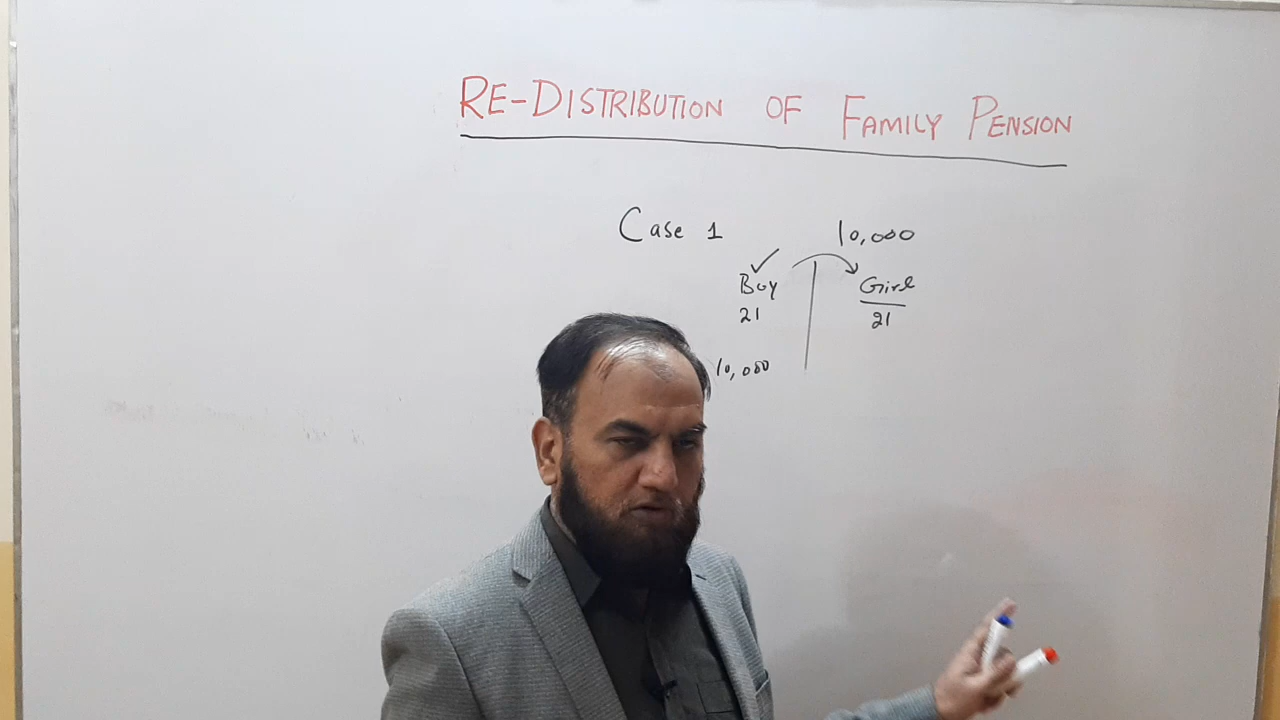 RE-DISTRIBUTION OF FAMILY PENSION
Case 1 10,000
Boy Girl
21 21
10,000